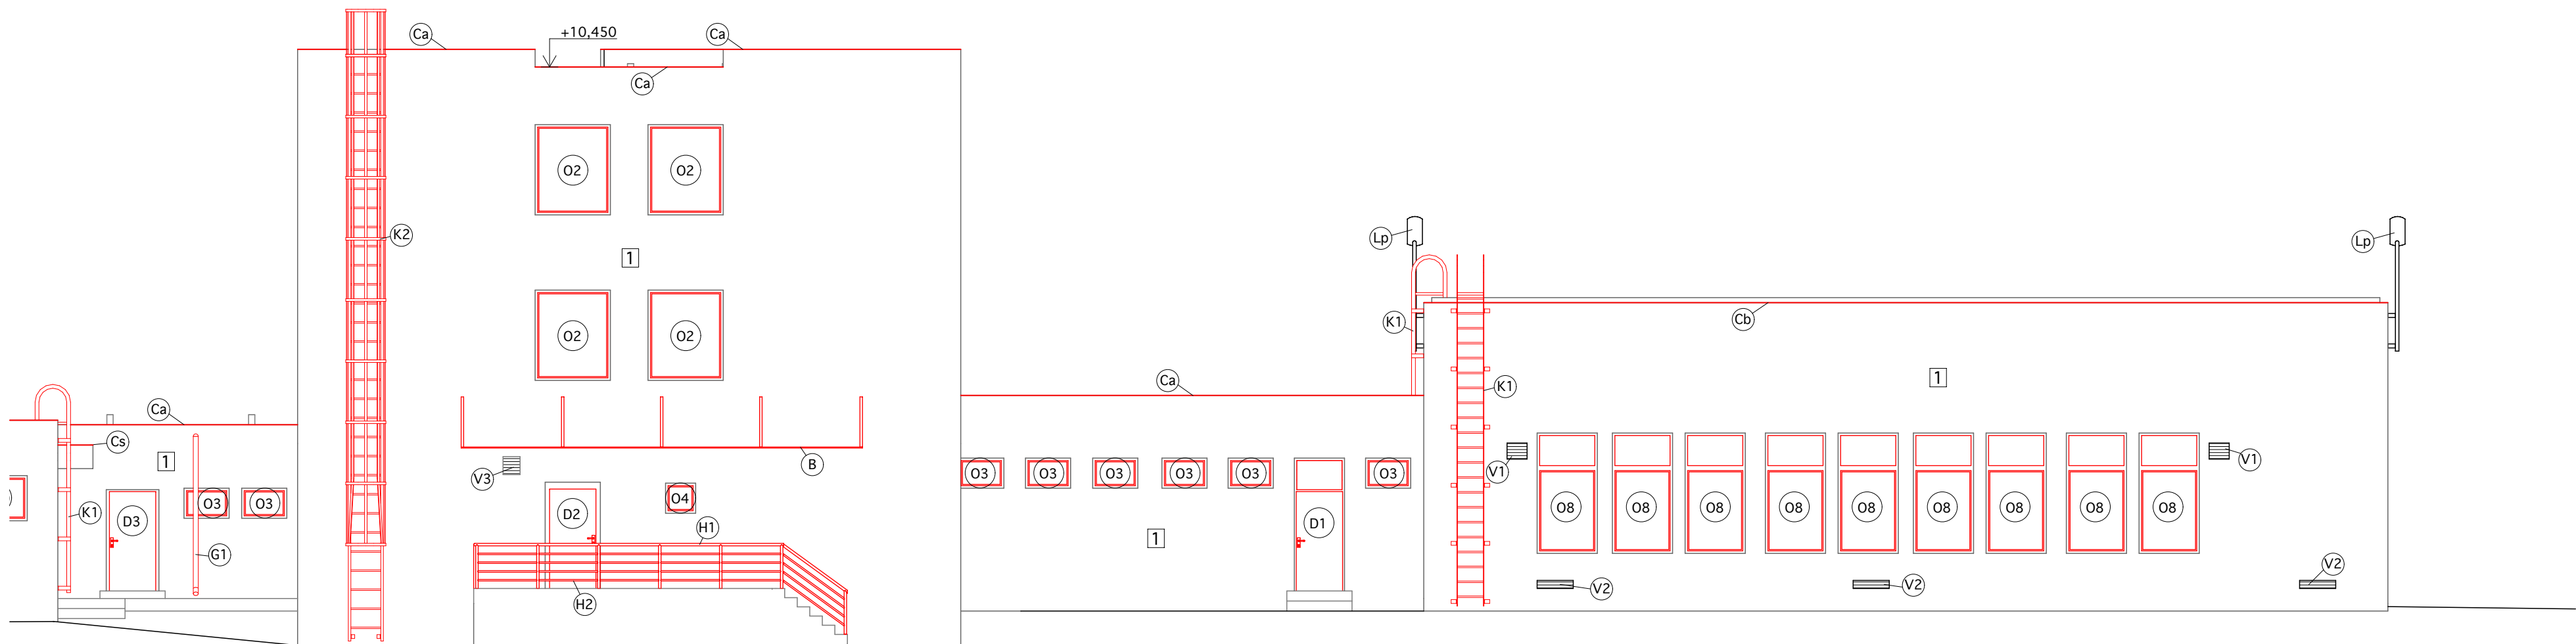 Ca
+10,450
Ca
Ca
O2
O2
K2
Lp
Lp
1
K1
Cb
O2
O2
Ca
1
K1
Ca
Cs
1
B
V3
O3
O3
O3
O3
O3
O3
V1
V1
O4
O3
O3
K1
D3
D2
H1
D1
O8
O8
O8
O8
O8
O8
O8
O8
O8
1
G1
H2
V2
V2
V2